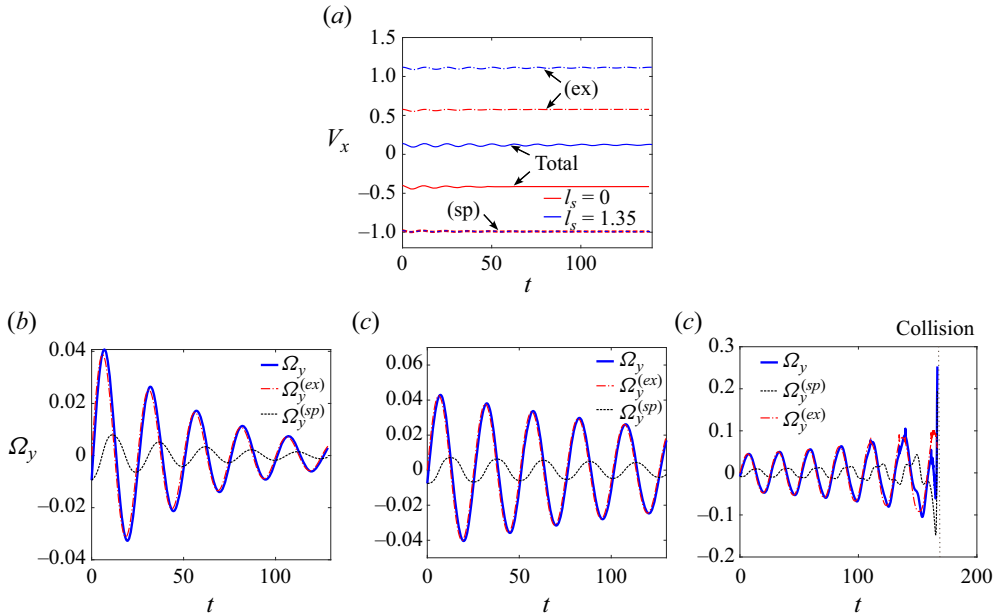 (a)
1.5
1.0
0.5
0
–0.5
–1.0
V_x
(ex)
Total
(sp)
l_s = 0
l_s = 1.35
0 50 100
t
(b)
0.04
0.02
0
–0.02
–0.04
Ω_y
Ω_y
Ω_y^(ex)
Ω_y^(sp)
0 50 100
t
(c)
0.06
0.04
0.02
0
–0.02
–0.04
Ω_y
Ω_y^(ex)
Ω_y^(sp)
0 50 100
t
(c)
Collision
0.3
0.2
0.1
0
–0.1
–0.2
Ω_y
Ω_y^(sp)
Ω_y^(ex)
0 100 200
t